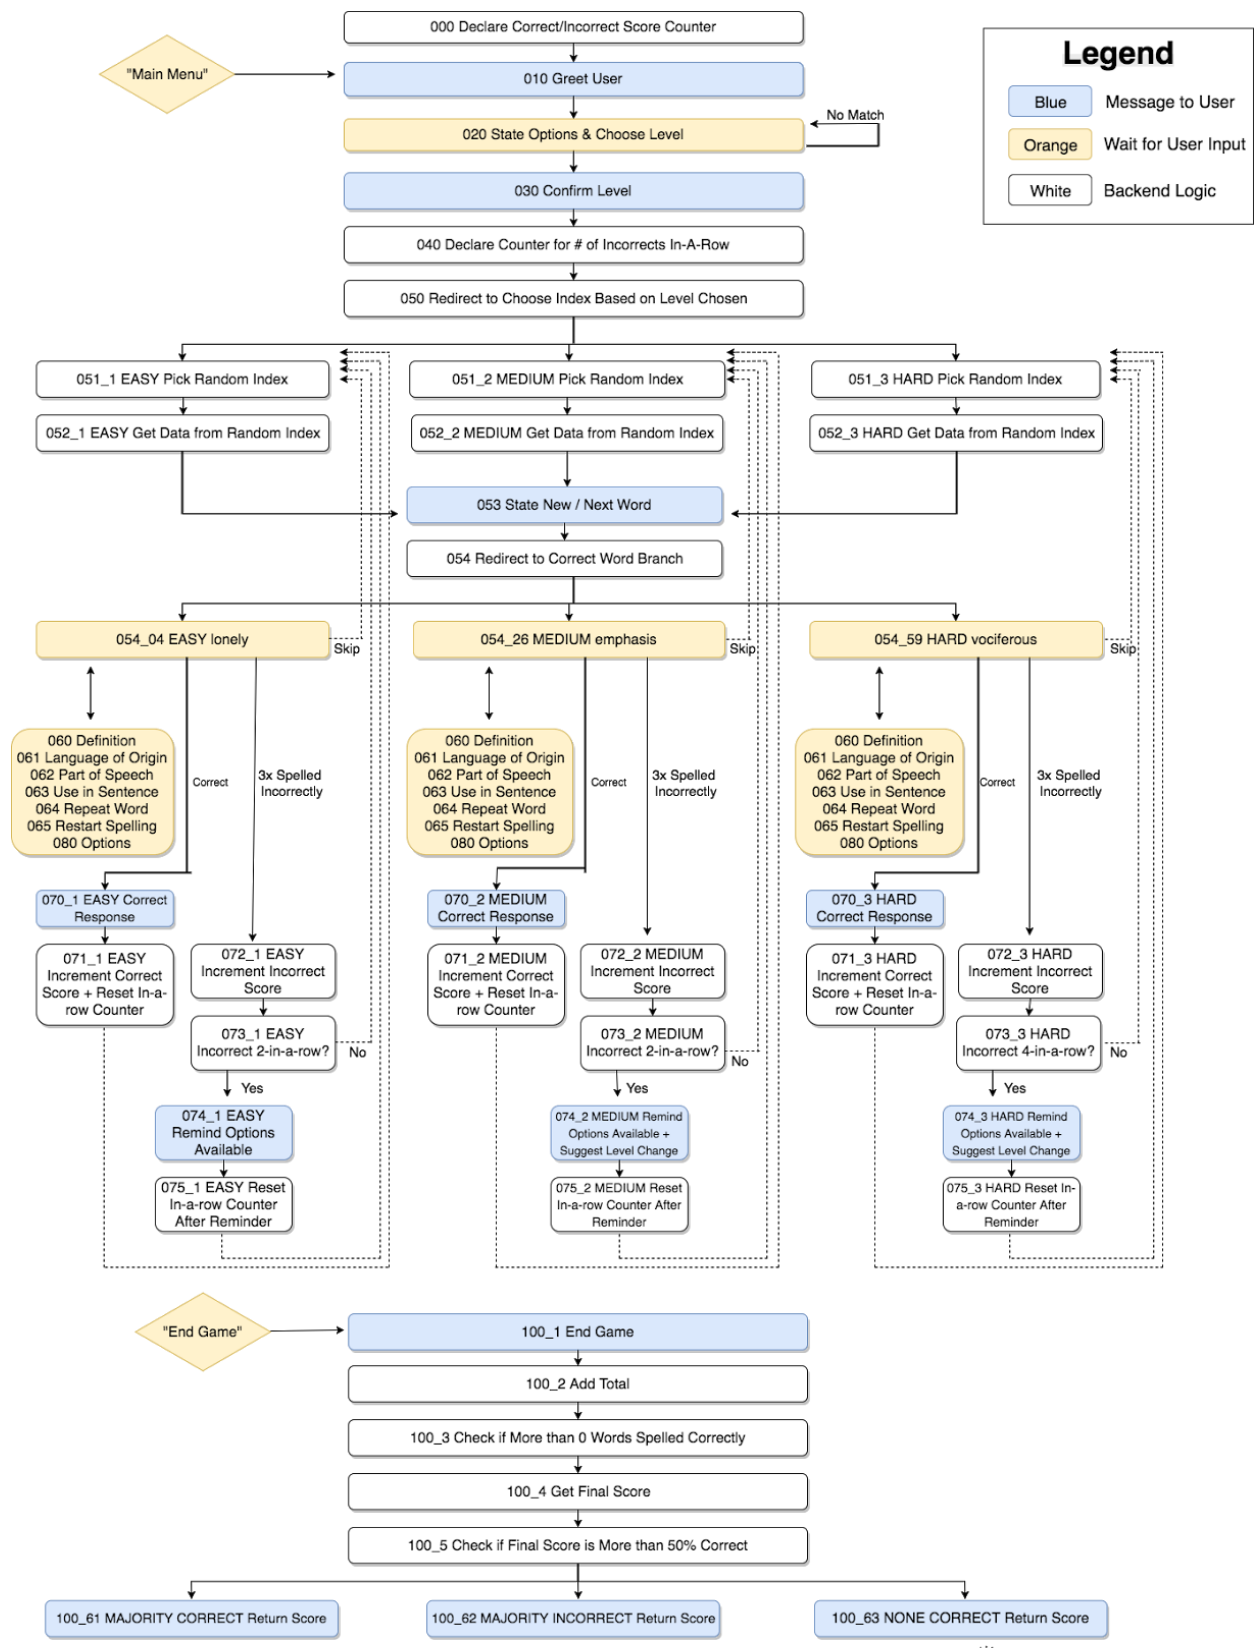 000 Declare Correct/Incorrect Score Counter
Legend
"Main Menu"
010 Greet User
Blue
Message to User
No Match
020 State Options & Choose Level
Orange
Wait for User Input
030 Confirm Level
White
Backend Logic
040 Declare Counter for # of Incorrects In-A-Row
050 Redirect to Choose Index Based on Level Chosen
051_1 EASY Pick Random Index
051_2 MEDIUM Pick Random Index
051_3 HARD Pick Random Index
052_1 EASY Get Data from Random Index
052_2 MEDIUM Get Data from Random Index
052_3 HARD Get Data from Random Index
053 State New / Next Word
054 Redirect to Correct Word Branch
054_04 EASY lonely
Skip
054_26 MEDIUM emphasis
Skip
054_59 HARD vociferous
Skip
060 Definition
061 Language of Origin
062 Part of Speech
063 Use in Sentence
064 Repeat Word
065 Restart Spelling
080 Options
Correct
3x Spelled
Incorrectly
060 Definition
061 Language of Origin
062 Part of Speech
063 Use in Sentence
064 Repeat Word
065 Restart Spelling
080 Options
Correct
3x Spelled
Incorrectly
060 Definition
061 Language of Origin
062 Part of Speech
063 Use in Sentence
064 Repeat Word
065 Restart Spelling
080 Options
Correct
3x Spelled
Incorrectly
070_1 EASY Correct
Response
070_2 MEDIUM
Correct Response
070_3 HARD
Correct Response
071_1 EASY
Increment Correct
Score + Reset In-a-
row Counter
072_1 EASY
Increment Incorrect
Score
071_2 MEDIUM
Increment Correct
Score + Reset In-a-
row Counter
072_2 MEDIUM
Increment Incorrect
Score
071_3 HARD
Increment Correct
Score + Reset In-a-
row Counter
072_3 HARD
Increment Incorrect
Score
073_1 EASY
Incorrect 2-in-a-row?
No
073_2 MEDIUM
Incorrect 2-in-a-row?
No
073_3 HARD
Incorrect 4-in-a-row?
No
Yes
Yes
Yes
074_1 EASY
Remind Options
Available
074_2 MEDIUM Remind
Options Available +
Suggest Level Change
074_3 HARD Remind
Options Available +
Suggest Level Change
075_1 EASY Reset
In-a-row Counter
After Reminder
075_2 MEDIUM Reset
In-a-row Counter After
Reminder
075_3 HARD Reset In-
a-row Counter After
Reminder
"End Game"
100_1 End Game
100_2 Add Total
100_3 Check if More than 0 Words Spelled Correctly
100_4 Get Final Score
100_5 Check if Final Score is More than 50% Correct
100_61 MAJORITY CORRECT Return Score
100_62 MAJORITY INCORRECT Return Score
100_63 NONE CORRECT Return Score